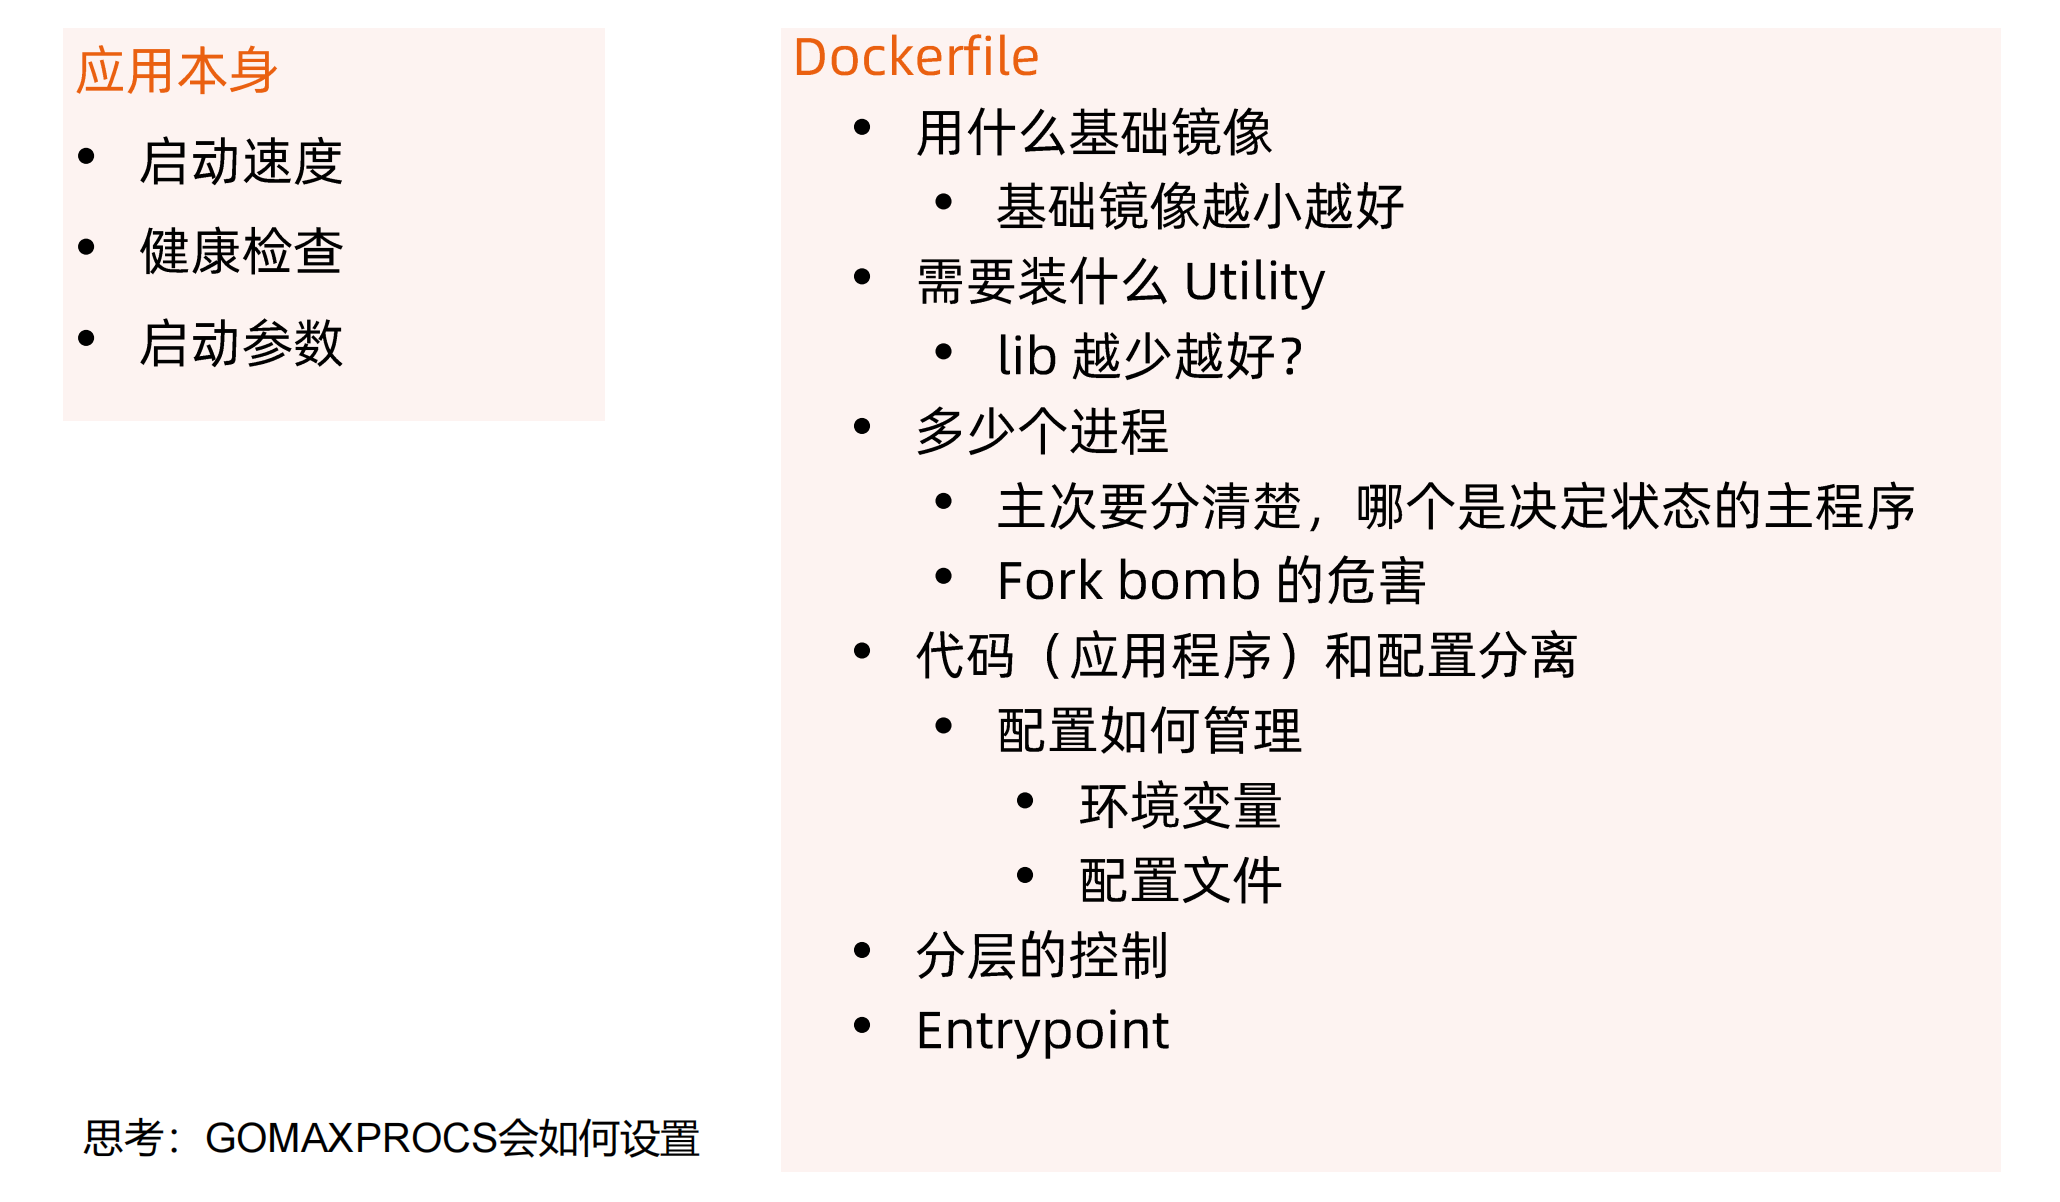 应用本身
• 启动速度
• 健康检查
• 启动参数
思考：GOMAXPROCS会如何设置
Dockerfile
• 用什么基础镜像
• 基础镜像越小越好
• 需要装什么 Utility
• lib 越少越好？
• 多少个进程
• 主次要分清楚，哪个是决定状态的主程序
• Fork bomb 的危害
• 代码（应用程序）和配置分离
• 配置如何管理
• 环境变量
• 配置文件
• 分层的控制
• Entrypoint